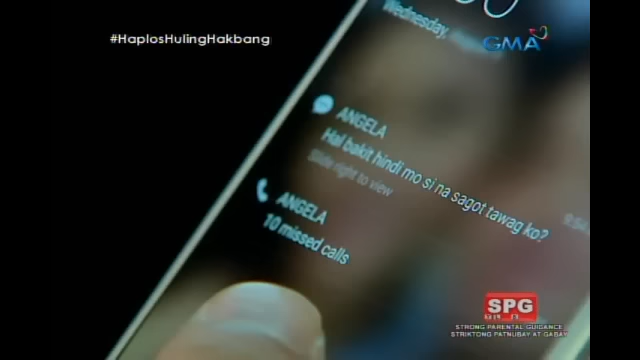 #HaplosHulingHakbang
GMA
Wednesday,
ANGELA
Hal bakit hindi mo si na sagot tawag ko?
Slide right to view
ANGELA
10 missed calls
SPG
STRONG PARENTAL GUIDANCE
STRIKTONG PATNUBAY AT GABAY